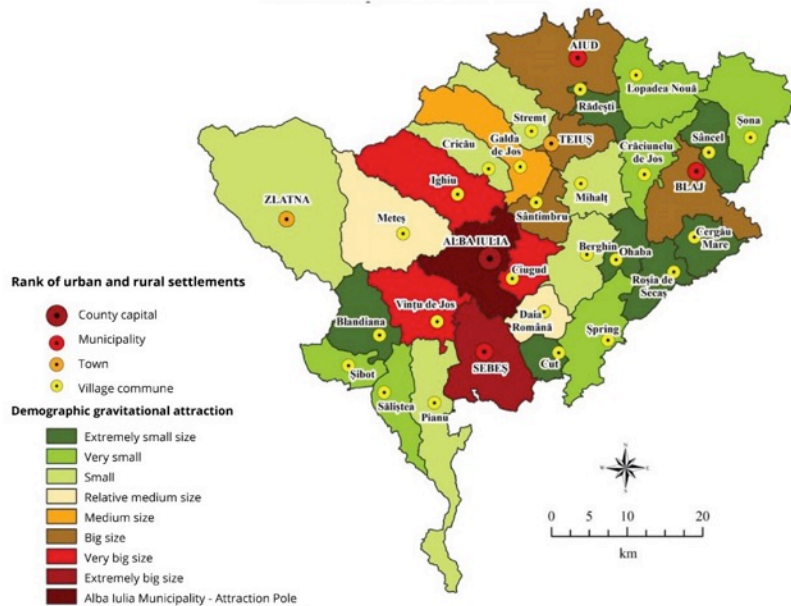 AIUD
Lopadea Nouă
Rădești
Stremț
Șona
TEIUȘ
Sâncel
Galda
de Jos
Cricău
Crăciunelu
de Jos
Ighiu
BLAJ
Mihalț
ZLATNA
Sântimbru
Meteș
ALBA IULIA
Cergău
Mare
Berghin
Ohaba
Ciugud
Roșia de
Secaș
Vințu de Jos
Blandiana
Daia
Română
Șpring
Cut
SEBEȘ
Șibot
Săliștea
Pianu
Rank of urban and rural settlements
County capital
Municipality
Town
Village commune
Demographic gravitational attraction
Extremely small size
Very small
Small
Relative medium size
Medium size
Big size
Very big size
Extremely big size
Alba Iulia Municipality - Attraction Pole
N
W
E
S
0 5 10 20
km